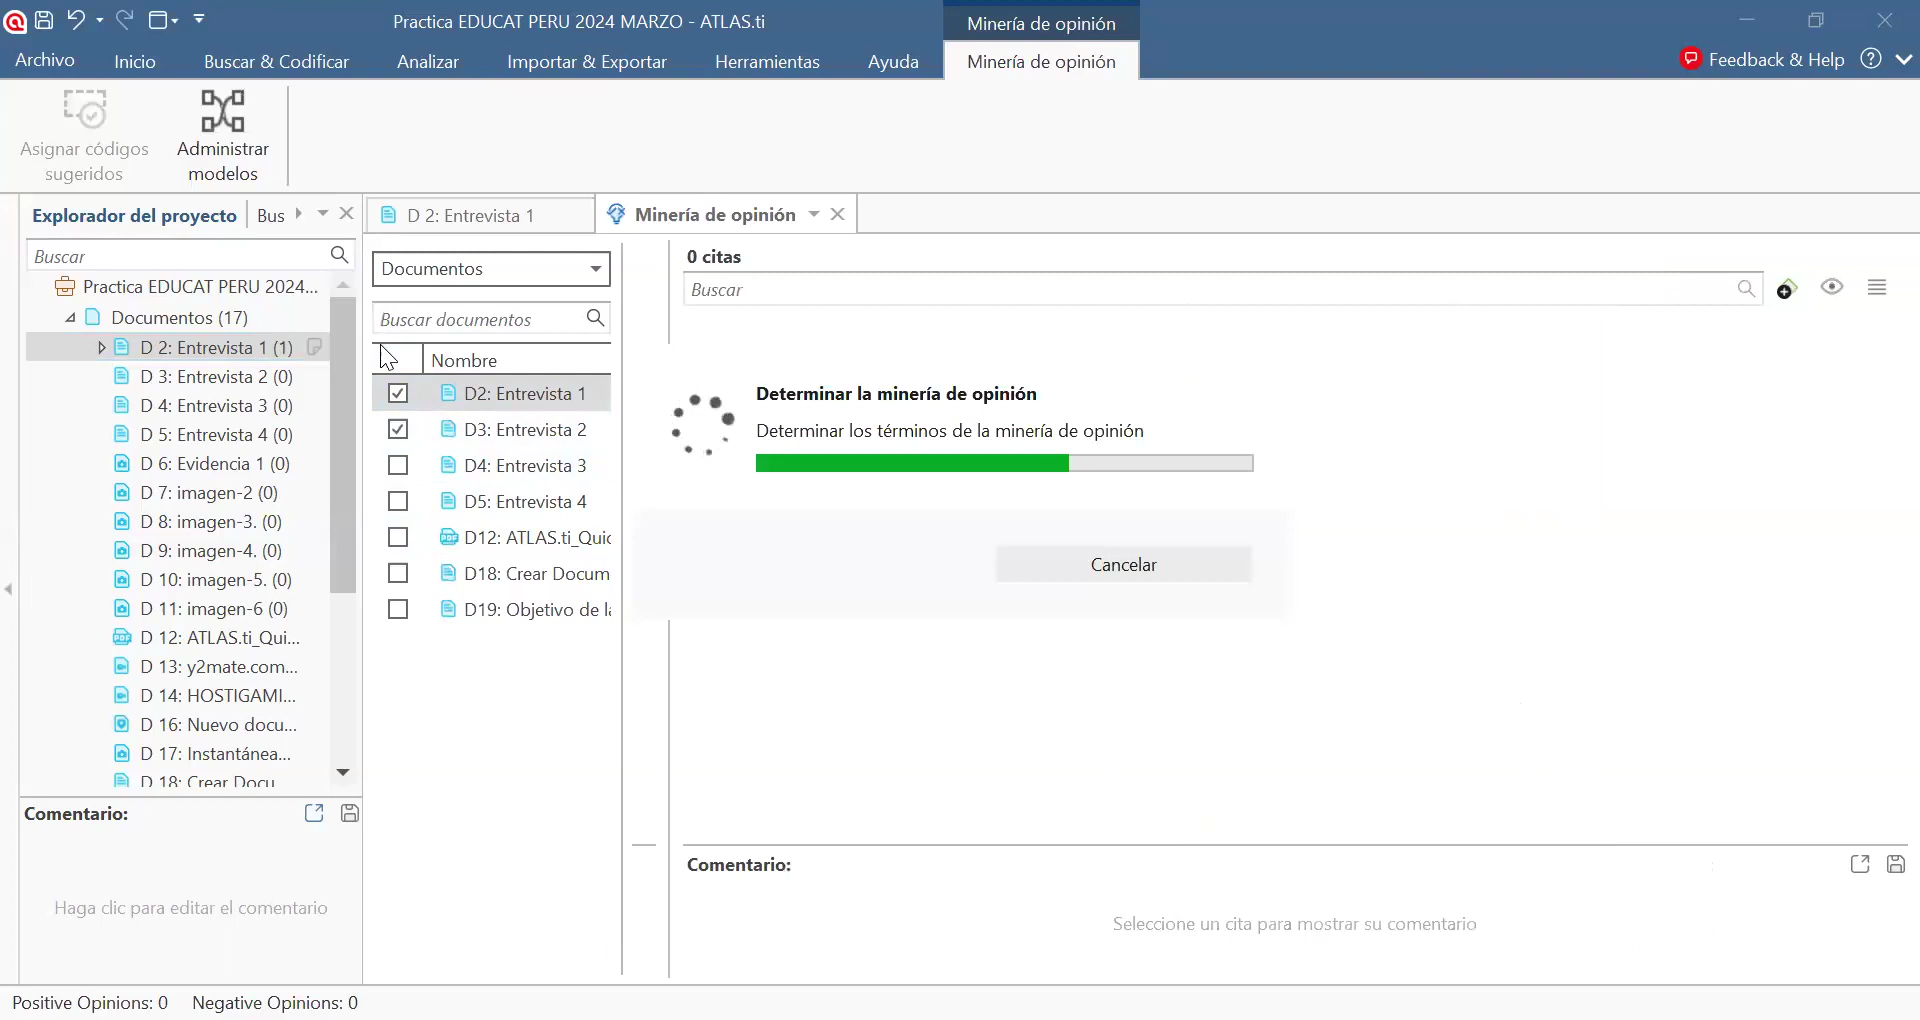 Practica EDUCAT PERU 2024 MARZO - ATLAS.ti
Minería de opinión
Archivo
Inicio
Buscar & Codificar
Analizar
Importar & Exportar
Herramientas
Ayuda
Minería de opinión
Feedback & Help
Asignar códigos
sugeridos
Administrar
modelos
Explorador del proyecto
Bus
Buscar
Practica EDUCAT PERU 2024...
Documentos (17)
D 2: Entrevista 1 (1)
D 3: Entrevista 2 (0)
D 4: Entrevista 3 (0)
D 5: Entrevista 4 (0)
D 6: Evidencia 1 (0)
D 7: imagen-2 (0)
D 8: imagen-3. (0)
D 9: imagen-4. (0)
D 10: imagen-5. (0)
D 11: imagen-6 (0)
D 12: ATLAS.ti_Qui...
D 13: y2mate.com...
D 14: HOSTIGAMI...
D 16: Nuevo docu...
D 17: Instantánea...
D 18: Crear Docu
Comentario:
Haga clic para editar el comentario
D 2: Entrevista 1
Minería de opinión
Documentos
Buscar documentos
Nombre
D2: Entrevista 1
D3: Entrevista 2
D4: Entrevista 3
D5: Entrevista 4
D12: ATLAS.ti_Quic
D18: Crear Docum
D19: Objetivo de la
0 citas
Buscar
Determinar la minería de opinión
Determinar los términos de la minería de opinión
Cancelar
Comentario:
Seleccione un cita para mostrar su comentario
Positive Opinions: 0
Negative Opinions: 0